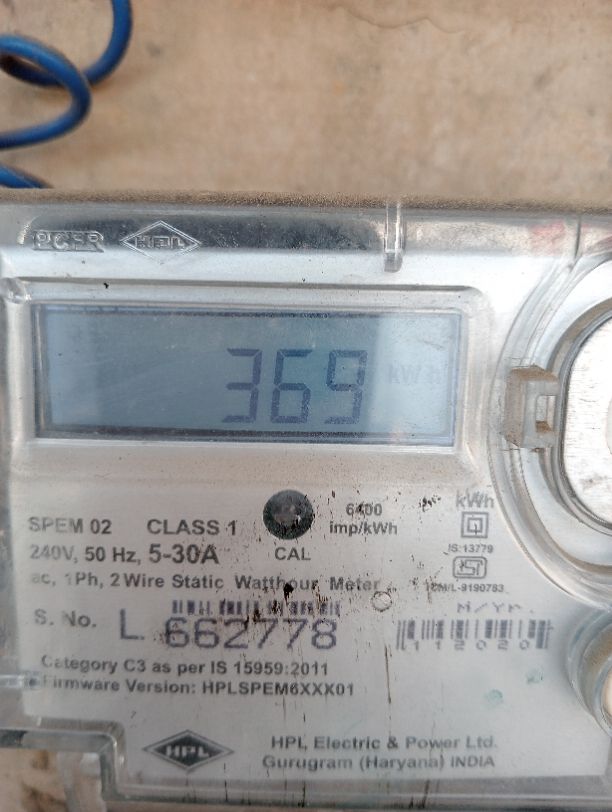 HPL
369 kWh
SPEM 02 CLASS 1
6400
imp/kWh
kWh
240V, 50 Hz, 5-30A
CAL
IS:13779
ac, 1Ph, 2 Wire Static Watthour Meter
CM/L-9190783
S. No. L 662778
M/Yr.
112020
Category C3 as per IS 15959:2011
Firmware Version: HPLSPEM6XXX01
HPL
HPL Electric & Power Ltd.
Gurugram (Haryana) INDIA